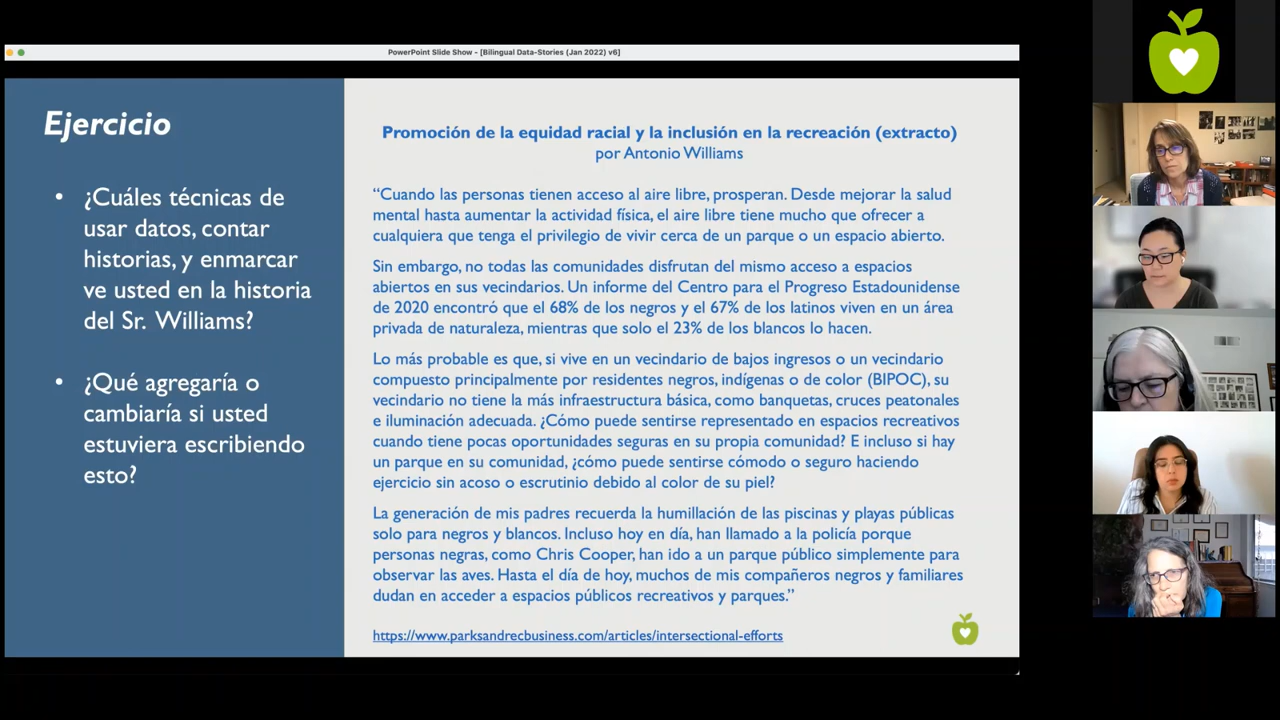 PowerPoint Slide Show - [Bilingual Data-Stories (Jan 2022) v6]
Ejercicio
• ¿Cuáles técnicas de
usar datos, contar
historias, y enmarcar
ve usted en la historia
del Sr. Williams?
• ¿Qué agregaría o
cambiaría si usted
estuviera escribiendo
esto?
Promoción de la equidad racial y la inclusión en la recreación (extracto)
por Antonio Williams
“Cuando las personas tienen acceso al aire libre, prosperan. Desde mejorar la salud
mental hasta aumentar la actividad física, el aire libre tiene mucho que ofrecer a
cualquiera que tenga el privilegio de vivir cerca de un parque o un espacio abierto.
Sin embargo, no todas las comunidades disfrutan del mismo acceso a espacios
abiertos en sus vecindarios. Un informe del Centro para el Progreso Estadounidense
de 2020 encontró que el 68% de los negros y el 67% de los latinos viven en un área
privada de naturaleza, mientras que solo el 23% de los blancos lo hacen.
Lo más probable es que, si vive en un vecindario de bajos ingresos o un vecindario
compuesto principalmente por residentes negros, indígenas o de color (BIPOC), su
vecindario no tiene la más infraestructura básica, como banquetas, cruces peatonales
e iluminación adecuada. ¿Cómo puede sentirse representado en espacios recreativos
cuando tiene pocas oportunidades seguras en su propia comunidad? E incluso si hay
un parque en su comunidad, ¿cómo puede sentirse cómodo o seguro haciendo
ejercicio sin acoso o escrutinio debido al color de su piel?
La generación de mis padres recuerda la humillación de las piscinas y playas públicas
solo para negros y blancos. Incluso hoy en día, han llamado a la policía porque
personas negras, como Chris Cooper, han ido a un parque público simplemente para
observar las aves. Hasta el día de hoy, muchos de mis compañeros negros y familiares
dudan en acceder a espacios públicos recreativos y parques.”
https://www.parksandrecbusiness.com/articles/intersectional-efforts